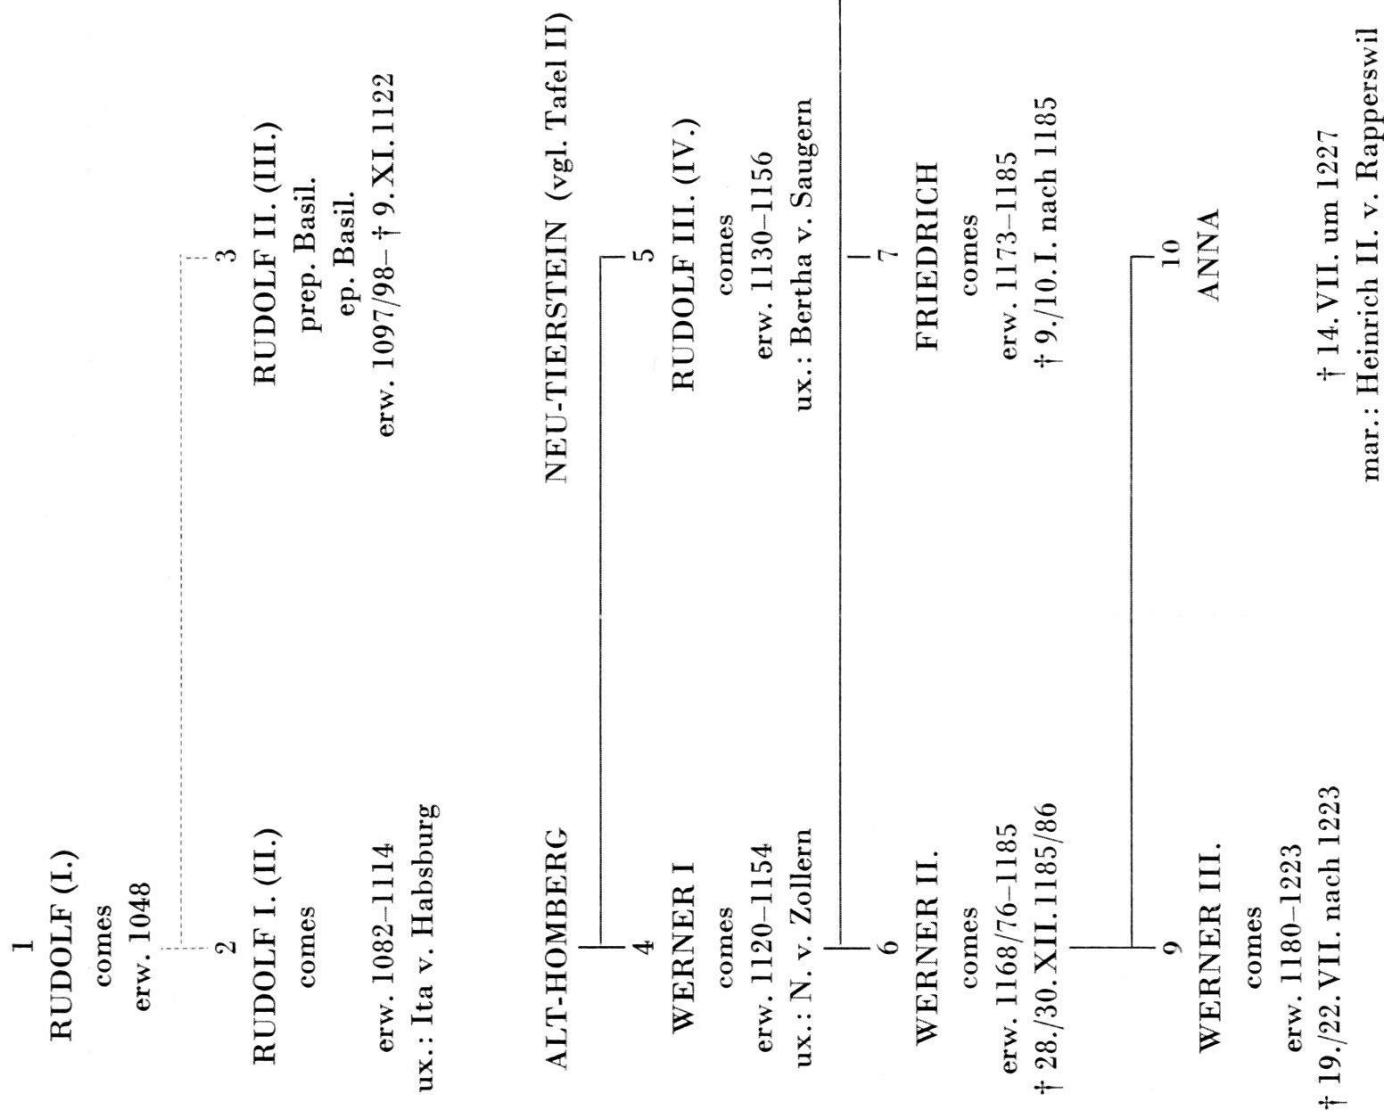 1
RUDOLF (I.)
comes
erw. 1048
2
RUDOLF I. (II.)
comes
erw. 1082–1114
ux.: Ita v. Habsburg
3
RUDOLF II. (III.)
prep. Basil.
ep. Basil.
erw. 1097/98– † 9.XI.1122
ALT-HOMBERG
NEU-TIERSTEIN (vgl. Tafel II)
4
WERNER I
comes
erw. 1120–1154
ux.: N. v. Zollern
5
RUDOLF III. (IV.)
comes
erw. 1130–1156
ux.: Bertha v. Saugern
6
WERNER II.
comes
erw. 1168/76–1185
† 28./30.XII.1185/86
7
FRIEDRICH
comes
erw. 1173–1185
† 9./10.I. nach 1185
9
WERNER III.
comes
erw. 1180–1223
† 19./22.VII. nach 1223
10
ANNA
† 14.VII. um 1227
mar.: Heinrich II. v. Rapperswil